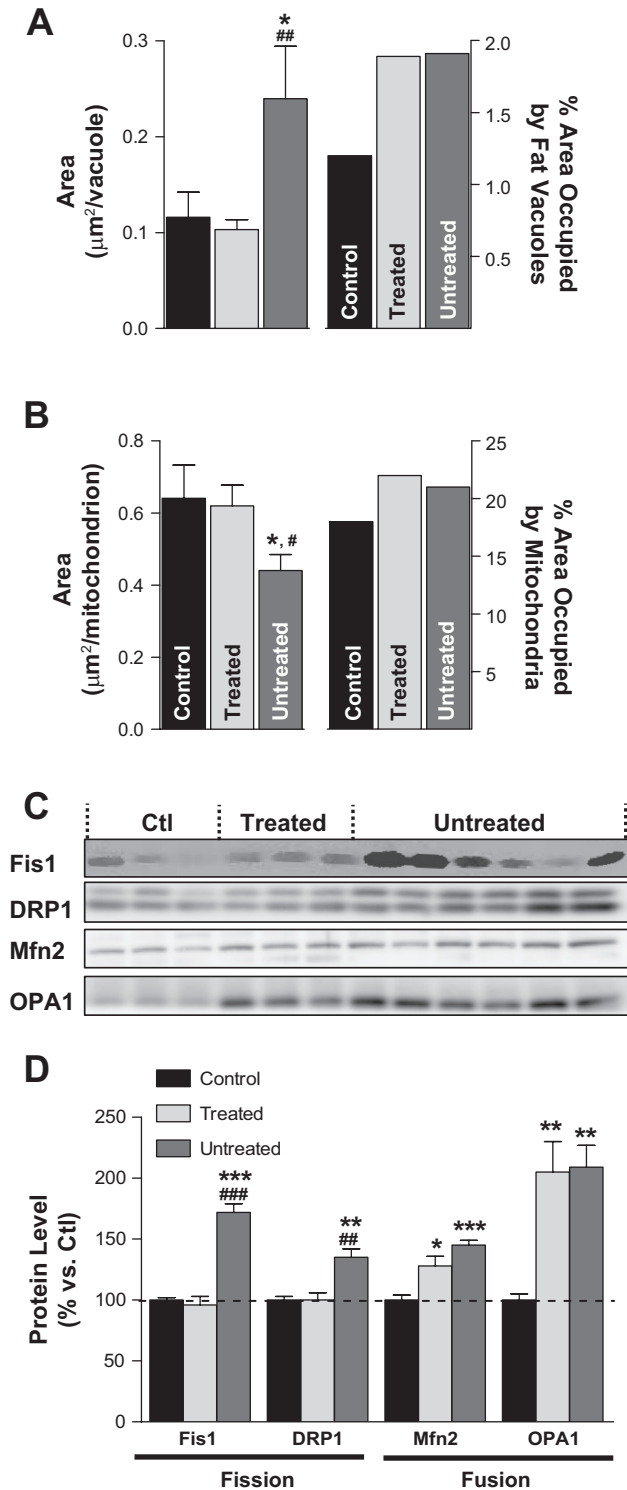 A
*
##
0.3
0.2
0.1
0.0
Area
(μm²/vacuole)
Control
Treated
Untreated
2.0
1.5
1.0
0.5
% Area Occupied
by Fat Vacuoles
B
0.8
0.6
0.4
0.2
0.0
Area
(μm²/mitochondrion)
*, #
Control
Treated
Untreated
25
20
15
10
5
% Area Occupied
by Mitochondria
C
Ctl Treated Untreated
Fis1
DRP1
Mfn2
OPA1
D
Control
Treated
Untreated
250
200
150
100
50
0
Protein Level
(% vs. Ctl)
***
###
**
##
*
***
**
**
Fis1 DRP1 Mfn2 OPA1
Fission Fusion